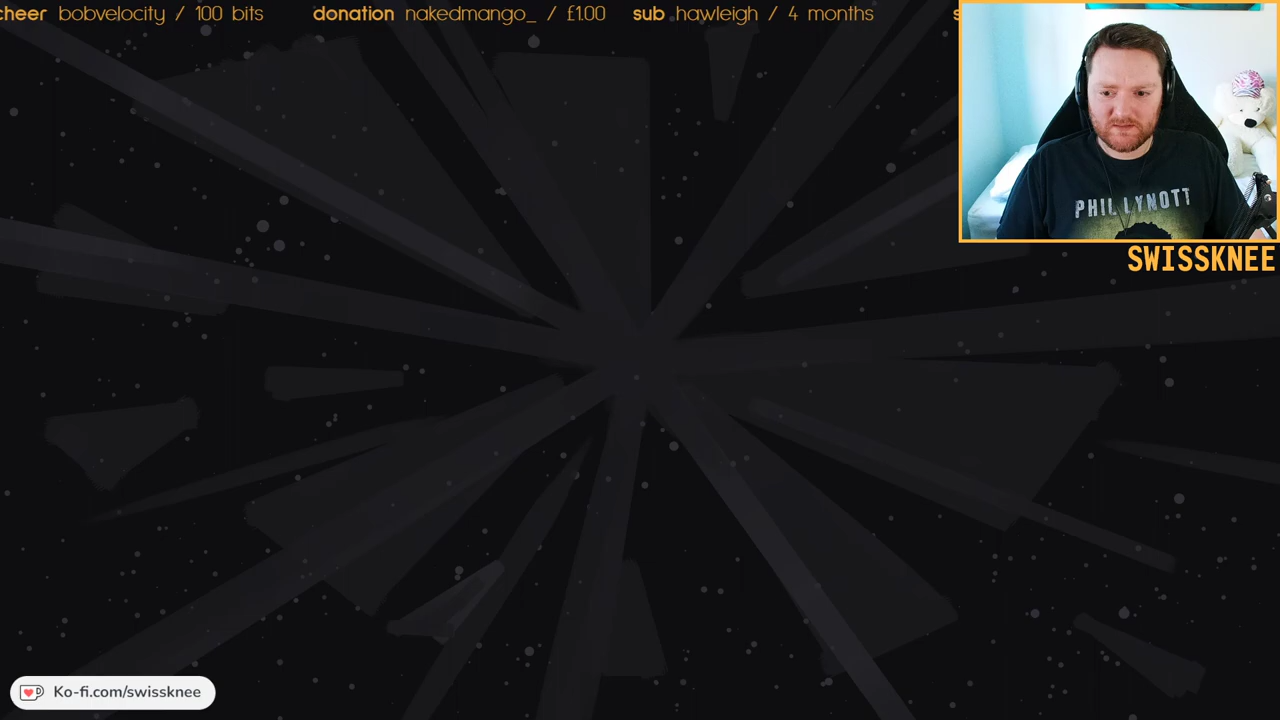 cheer bobvelocity / 100 bits donation nakedmango_ / £1.00 sub hawleigh / 4 months
PHIL LYNOTT
SWISSKNEE
Ko-fi.com/swissknee